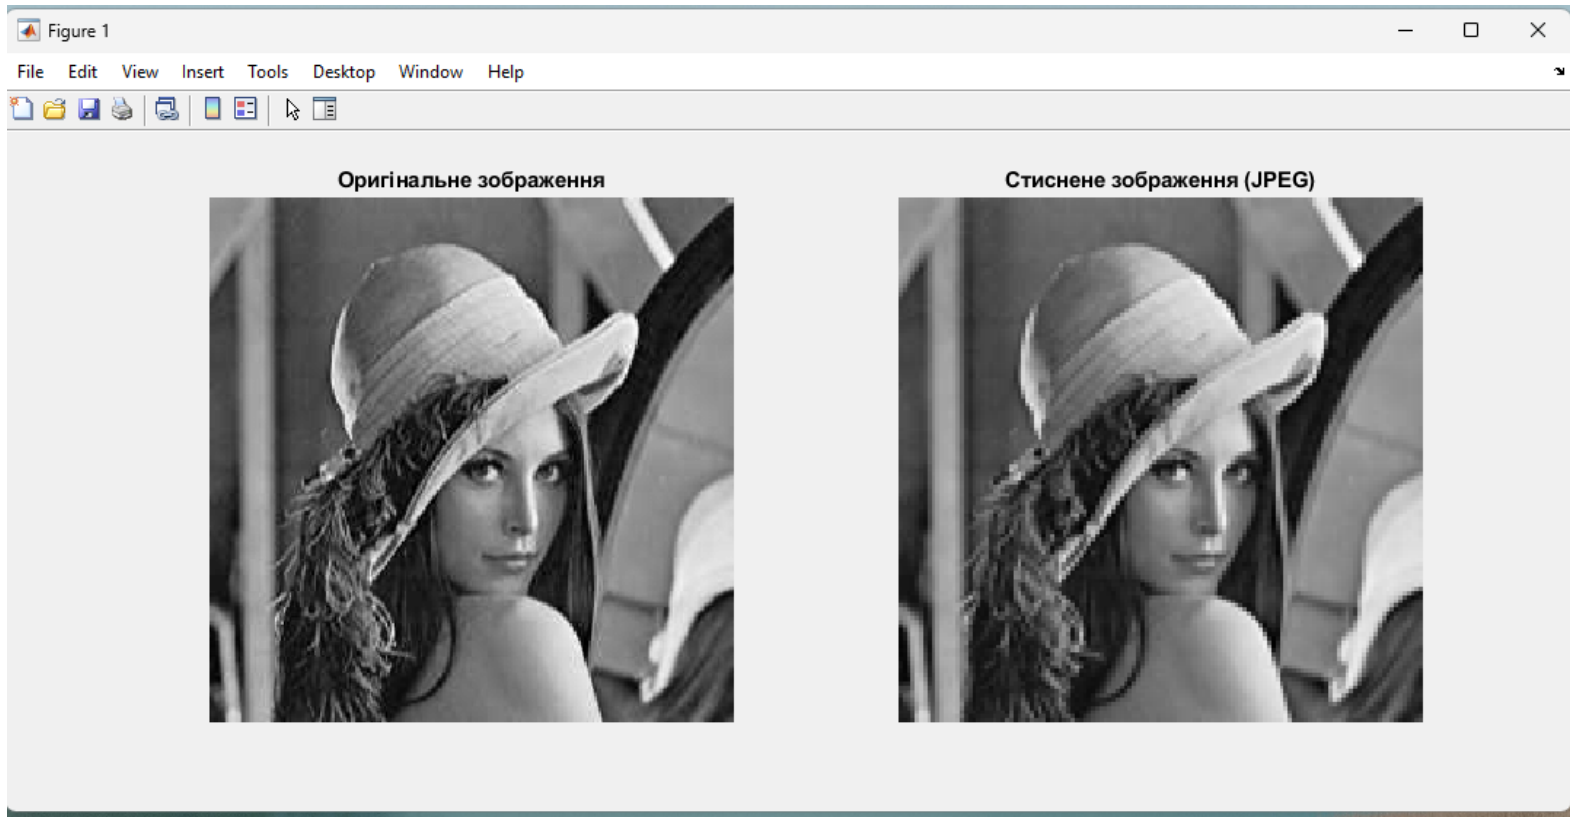 Figure 1
File Edit View Insert Tools Desktop Window Help
Оригінальне зображення
Стиснене зображення (JPEG)